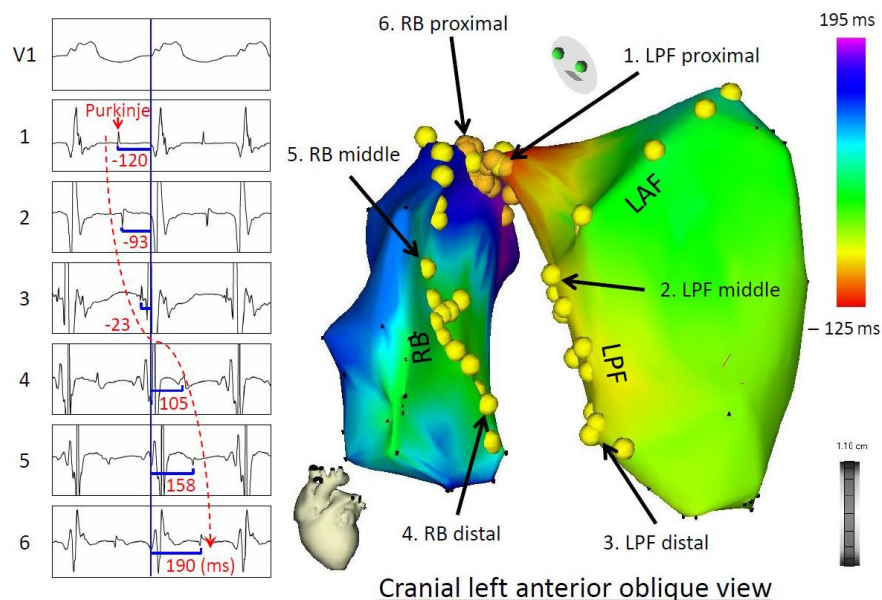 V1
1
Purkinje
-120
2
-93
3
-23
4
105
5
158
6
190 (ms)
6. RB proximal
1. LPF proximal
5. RB middle
LAF
2. LPF middle
RB
LPF
4. RB distal
3. LPF distal
195 ms
– 125 ms
1.10 cm
Cranial left anterior oblique view